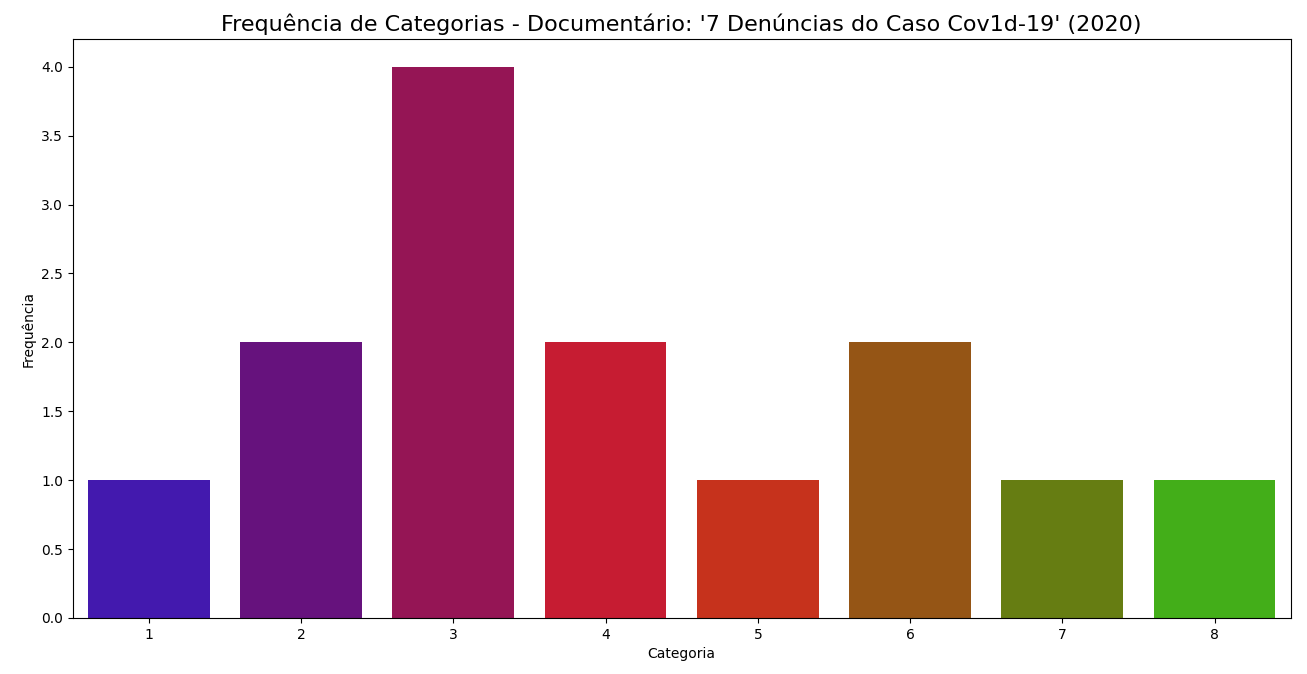 Frequência de Categorias - Documentário: '7 Denúncias do Caso Cov1d-19' (2020)
4.0
3.5
3.0
2.5
2.0
1.5
1.0
0.5
0.0
Frequência
1 2 3 4 5 6 7 8
Categoria